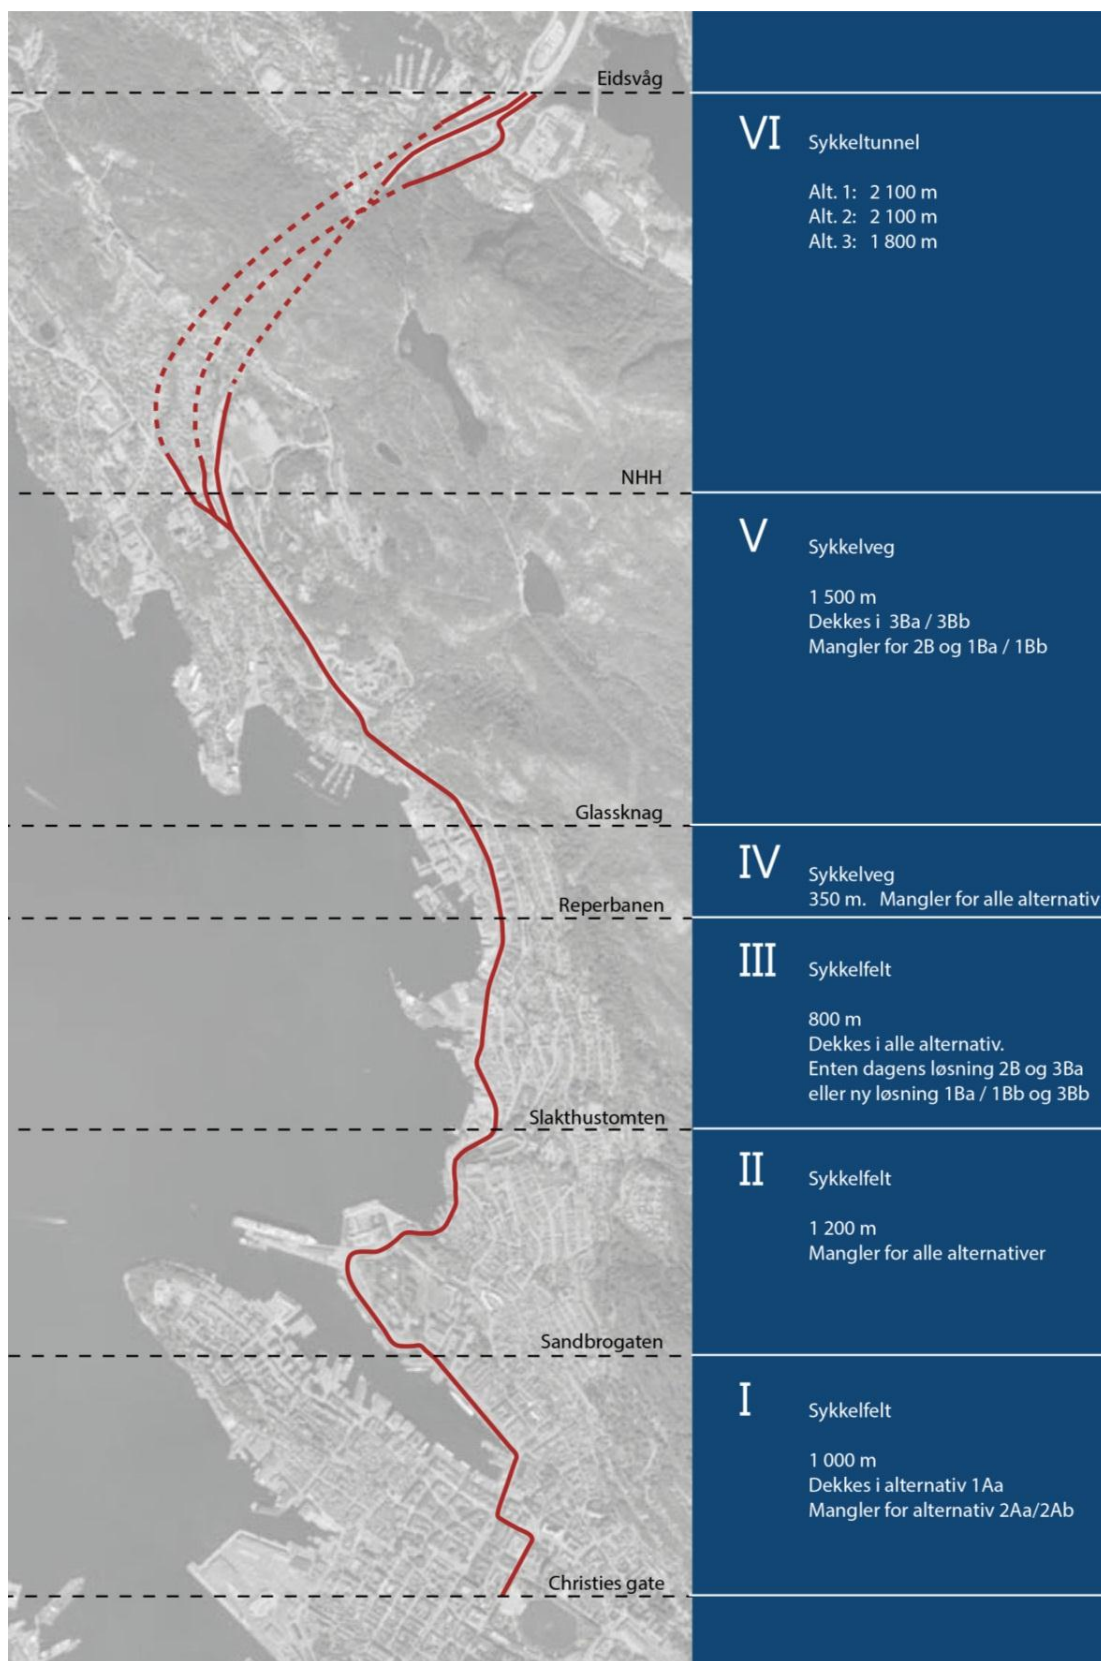 Eidsvåg
VI
Sykkeltunnel
Alt. 1: 2 100 m
Alt. 2: 2 100 m
Alt. 3: 1 800 m
NHH
V
Sykkelveg
1 500 m
Dekkes i 3Ba / 3Bb
Mangler for 2B og 1Ba / 1Bb
Glassknag
IV
Sykkelveg
350 m. Mangler for alle alternativ
Reperbanen
III
Sykkelfelt
800 m
Dekkes i alle alternativ.
Enten dagens løsning 2B og 3Ba
eller ny løsning 1Ba / 1Bb og 3Bb
Slakthustomten
II
Sykkelfelt
1 200 m
Mangler for alle alternativer
Sandbrogaten
I
Sykkelfelt
1 000 m
Dekkes i alternativ 1Aa
Mangler for alternativ 2Aa/2Ab
Christies gate